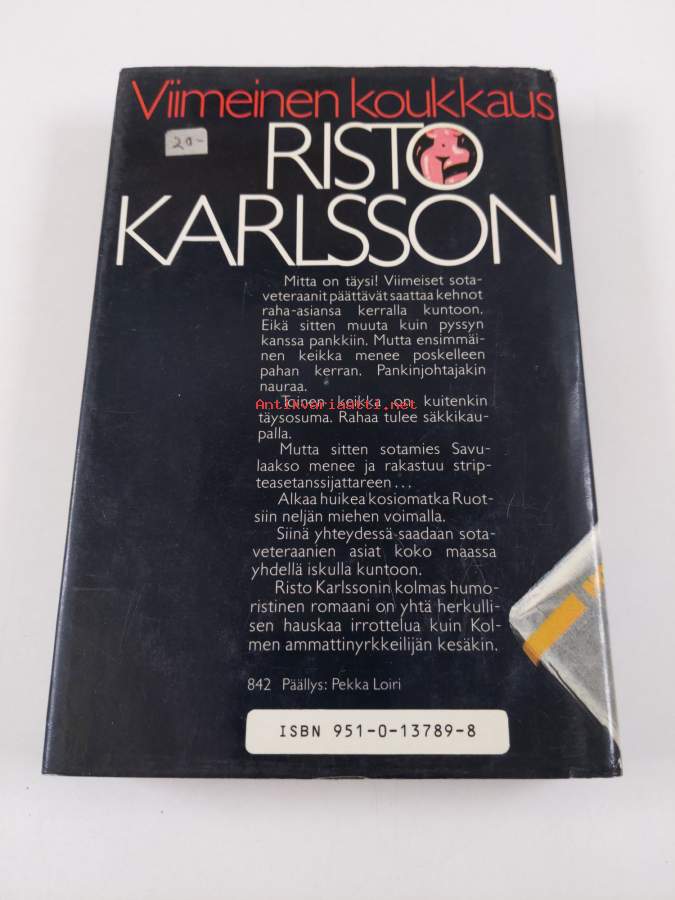 Viimeinen koukkaus
20-
RISTO
KARLSSON
Mitta on täysi! Viimeiset sota-
veteraanit päättävät saattaa kehnot
raha-asiansa kerralla kuntoon.
Eikä sitten muuta kuin pyssyn
kanssa pankkiin. Mutta ensimmäi-
nen keikka menee poskelleen
pahan kerran. Pankinjohtajakin
nauraa.
Toinen keikka on kuitenkin
Antikvariaatti.net
täysosuma. Rahaa tulee säkkikau-
palla.
Mutta sitten sotamies Savu-
laakso menee ja rakastuu strip-
teasetanssijattareen...
Alkaa huikea kosiomatka Ruot-
siin neljän miehen voimalla.
Siinä yhteydessä saadaan sota-
veteraanien asiat koko maassa
yhdellä iskulla kuntoon.
Risto Karlssonin kolmas humo-
ristinen romaani on yhtä herkulli-
sen hauskaa irrottelua kuin Kol-
men ammattinyrkkeilijän kesäkin.
842 Päällys: Pekka Loiri
ISBN 951-0-13789-8